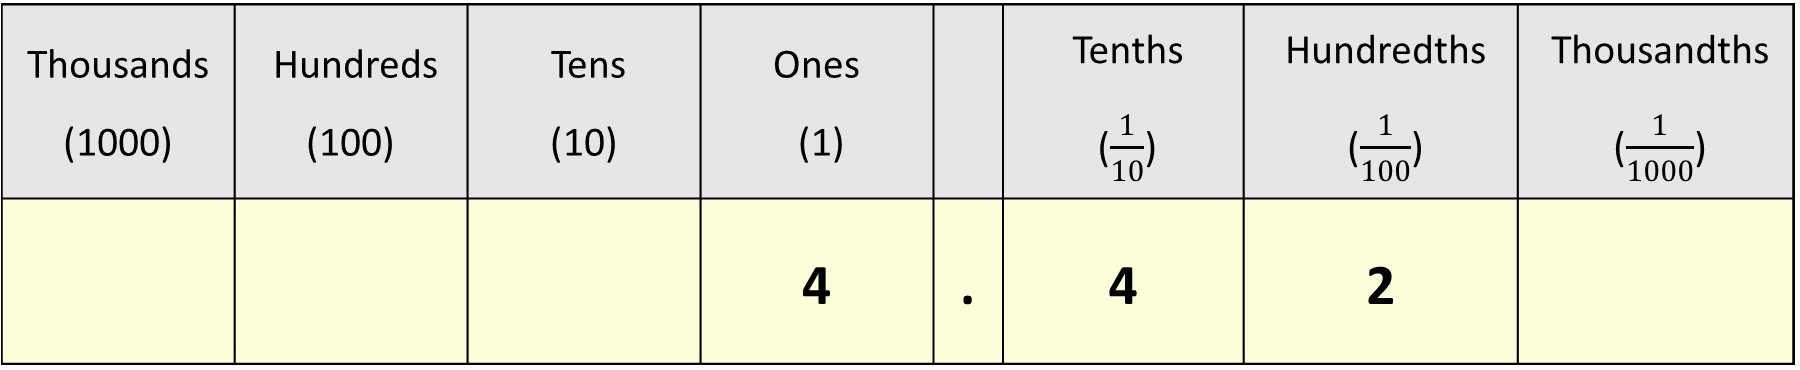 Thousands Hundreds Tens Ones Tenths Hundredths Thousandths
(1000) (100) (10) (1) (1/10) (1/100) (1/1000)
4 . 4 2